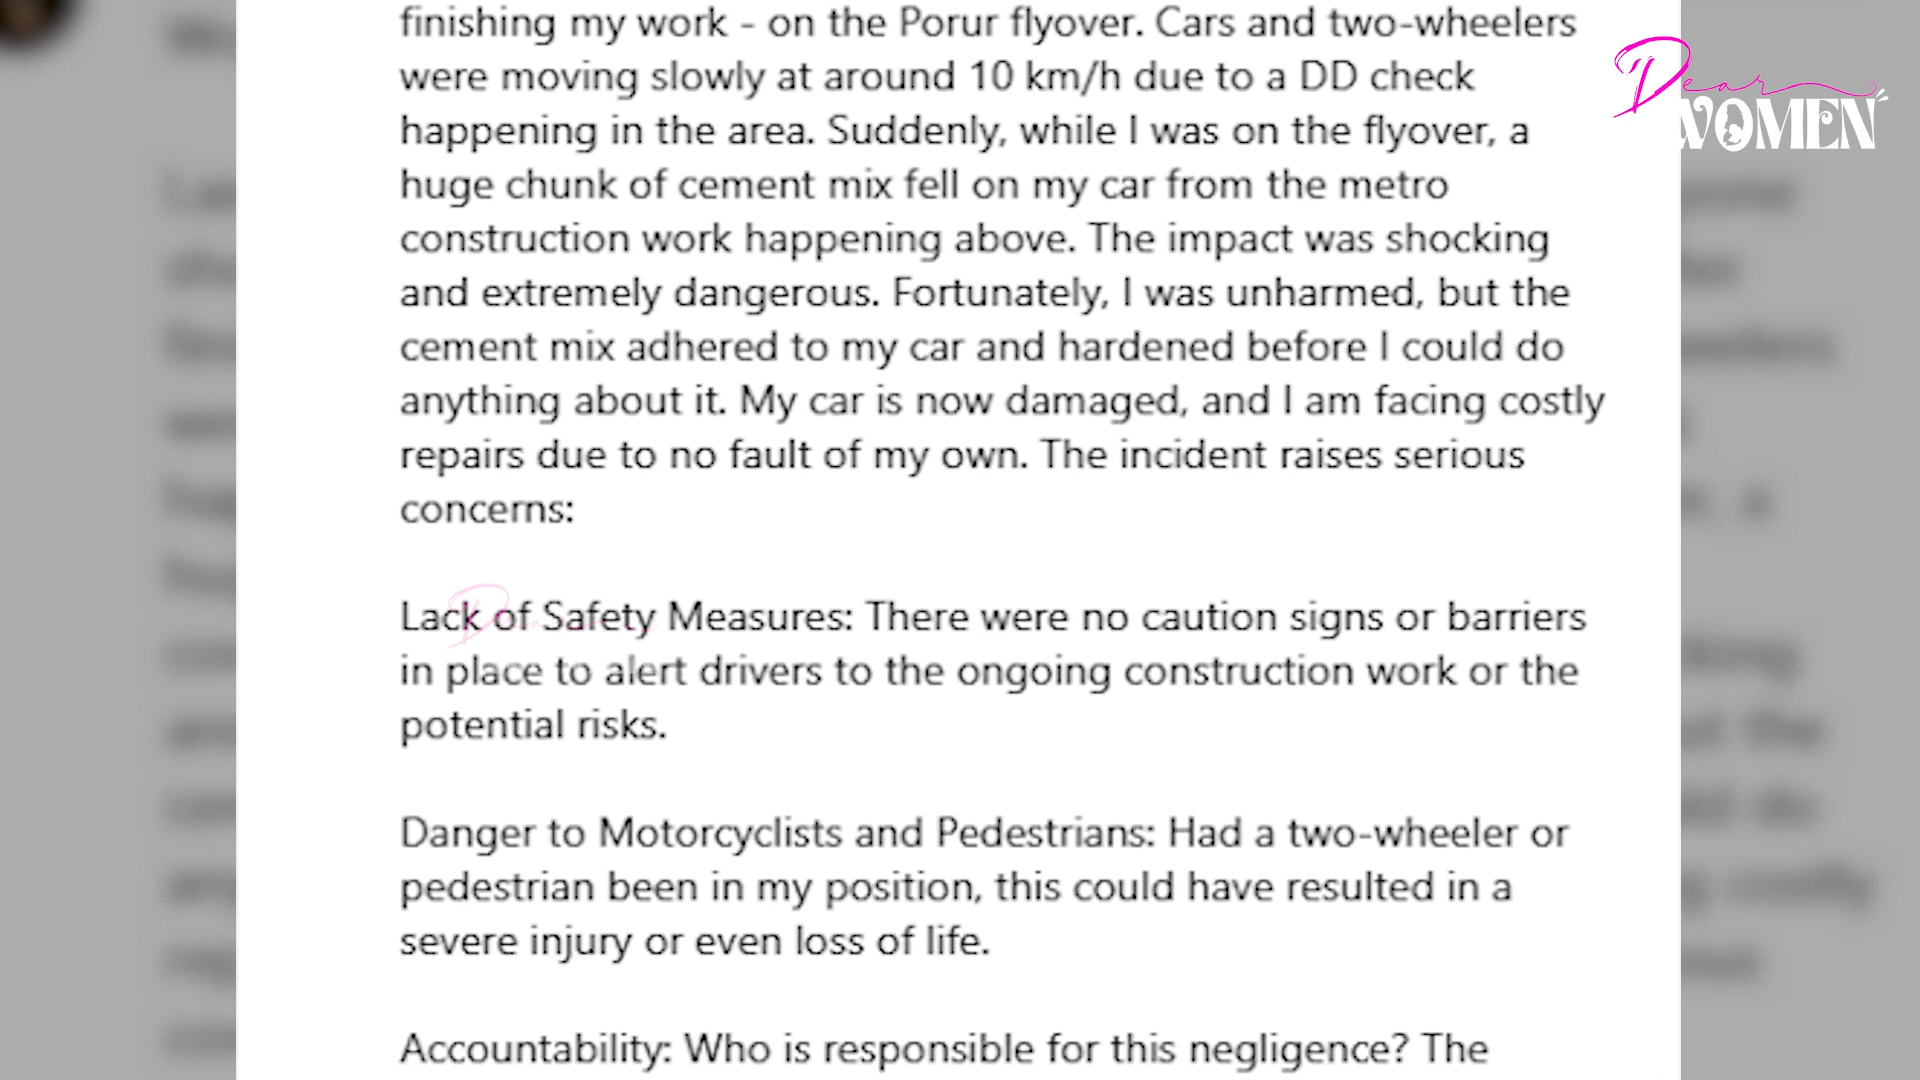 finishing my work - on the Porur flyover. Cars and two-wheelers
were moving slowly at around 10 km/h due to a DD check
happening in the area. Suddenly, while I was on the flyover, a
huge chunk of cement mix fell on my car from the metro
construction work happening above. The impact was shocking
and extremely dangerous. Fortunately, I was unharmed, but the
cement mix adhered to my car and hardened before I could do
anything about it. My car is now damaged, and I am facing costly
repairs due to no fault of my own. The incident raises serious
concerns:
Lack of Safety Measures: There were no caution signs or barriers
in place to alert drivers to the ongoing construction work or the
potential risks.
Danger to Motorcyclists and Pedestrians: Had a two-wheeler or
pedestrian been in my position, this could have resulted in a
severe injury or even loss of life.
Accountability: Who is responsible for this negligence? The
Dear
WOMEN